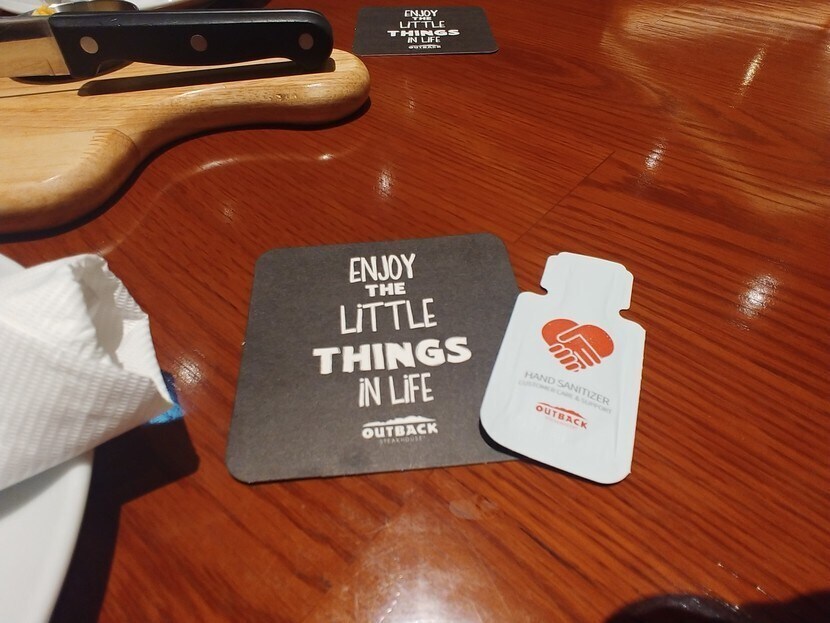 ENJOY
THE
LiTTLE
THINGS
iN LiFE
OUTBACK
ENJOY
THE
LiTTLE
THINGS
iN LiFE
OUTBACK
STEAKHOUSE
HAND SANITIZER
CUSTOMER CARE & SUPPORT
OUTBACK